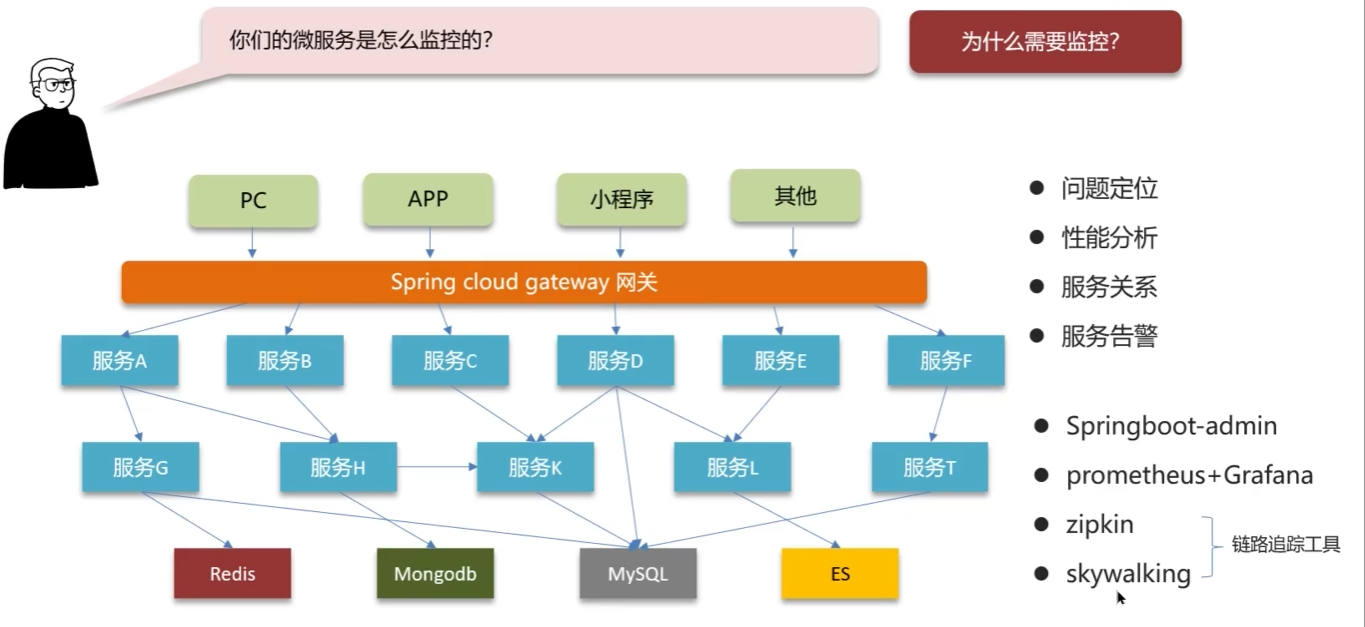 你们的微服务是怎么监控的?
为什么需要监控?
PC
APP
小程序
其他
Spring cloud gateway 网关
服务A
服务B
服务C
服务D
服务E
服务F
服务G
服务H
服务K
服务L
服务T
Redis
Mongodb
MySQL
ES
问题定位
性能分析
服务关系
服务告警
Springboot-admin
prometheus+Grafana
zipkin
skywalking
链路追踪工具